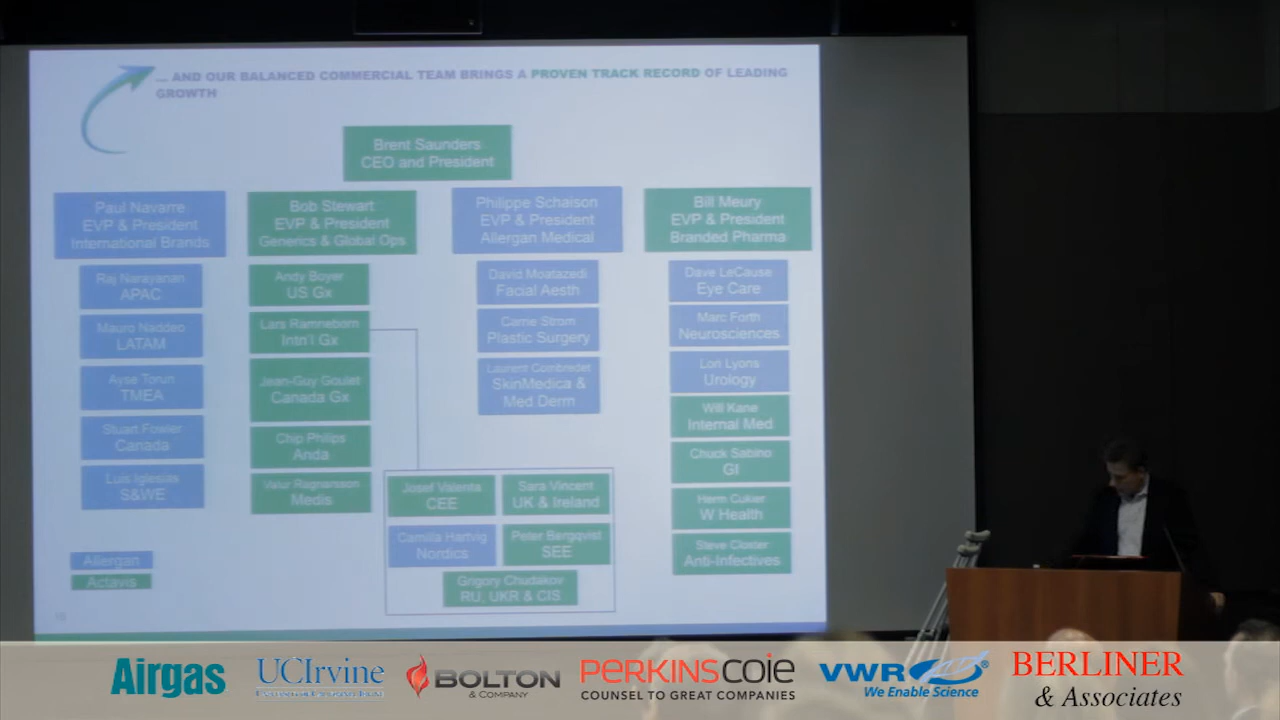 ... AND OUR BALANCED COMMERCIAL TEAM BRINGS A PROVEN TRACK RECORD OF LEADING
GROWTH
Brent Saunders
CEO and President
Paul Navarre
EVP & President
International Brands
Raj Narayanan
APAC
Mauro Naddeo
LATAM
Ayse Torun
TMEA
Stuart Fowler
Canada
Luis Iglesias
S&WE
Bob Stewart
EVP & President
Generics & Global Ops
Andy Boyer
US Gx
Lars Ramneborn
Intn'l Gx
Jean-Guy Goulet
Canada Gx
Chip Philips
Anda
Valur Ragnarsson
Medis
Josef Valenta
CEE
Sara Vincent
UK & Ireland
Camilla Hartvig
Nordics
Peter Bergqvist
SEE
Grigory Chudakov
RU, UKR & CIS
Philippe Schaison
EVP & President
Allergan Medical
David Moatazedi
Facial Aesth
Carrie Strom
Plastic Surgery
Laurent Combredet
SkinMedica &
Med Derm
Bill Meury
EVP & President
Branded Pharma
Dave LeCause
Eye Care
Marc Forth
Neurosciences
Lori Lyons
Urology
Will Kane
Internal Med
Chuck Sabino
GI
Herm Cukier
W Health
Steve Closter
Anti-Infectives
Allergan
Actavis
Airgas
UCIrvine
BOLTON
& COMPANY
PERKINSCOIE
COUNSEL TO GREAT COMPANIES
VWR
We Enable Science
BERLINER
& Associates